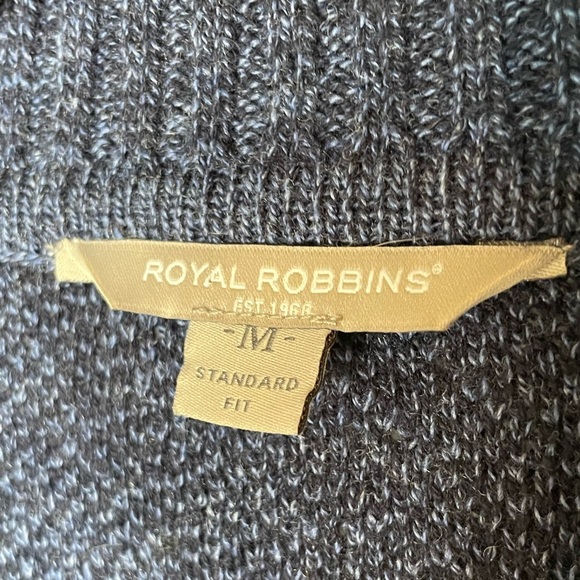 ROYAL ROBBINS®
EST. 1968
- M -
STANDARD
FIT